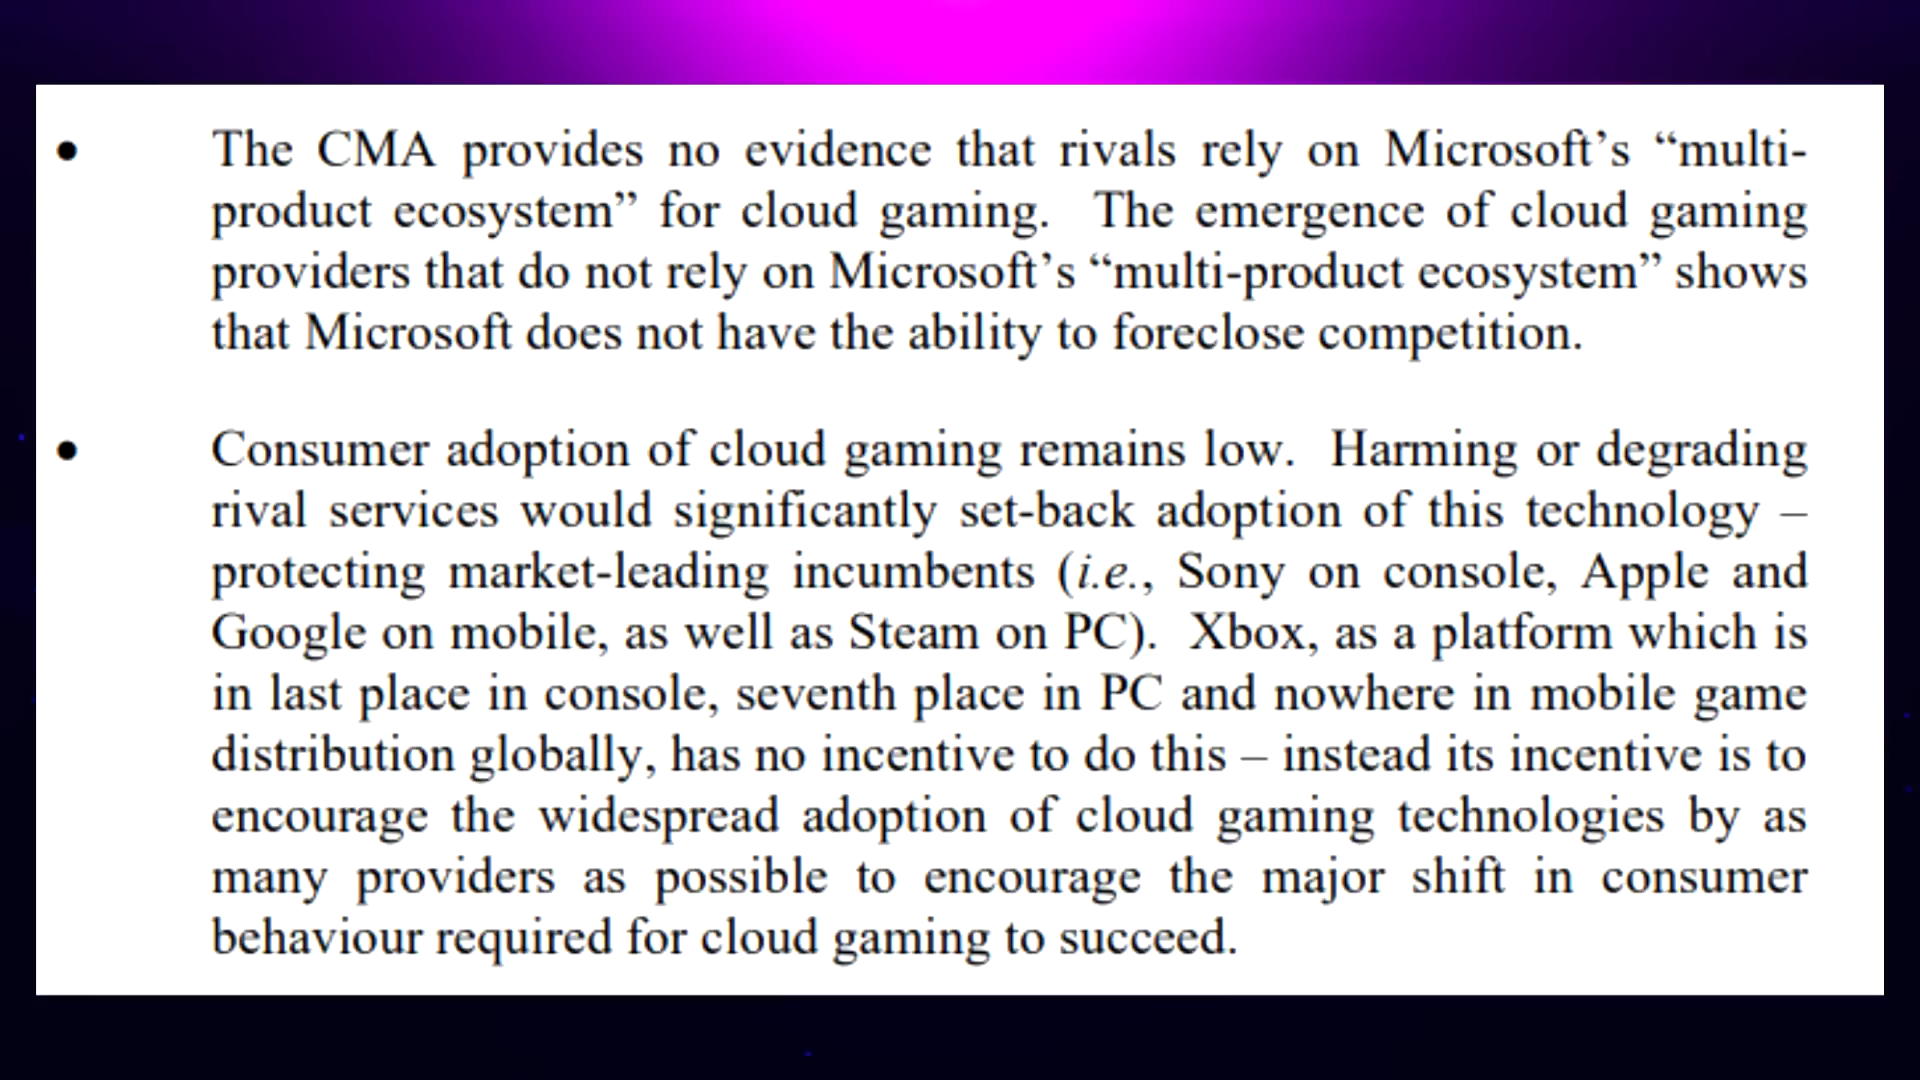 • The CMA provides no evidence that rivals rely on Microsoft’s “multi-
product ecosystem” for cloud gaming.  The emergence of cloud gaming
providers that do not rely on Microsoft’s “multi-product ecosystem” shows
that Microsoft does not have the ability to foreclose competition.
• Consumer adoption of cloud gaming remains low.  Harming or degrading
rival services would significantly set-back adoption of this technology –
protecting market-leading incumbents (i.e., Sony on console, Apple and
Google on mobile, as well as Steam on PC).  Xbox, as a platform which is
in last place in console, seventh place in PC and nowhere in mobile game
distribution globally, has no incentive to do this – instead its incentive is to
encourage the widespread adoption of cloud gaming technologies by as
many providers as possible to encourage the major shift in consumer
behaviour required for cloud gaming to succeed.